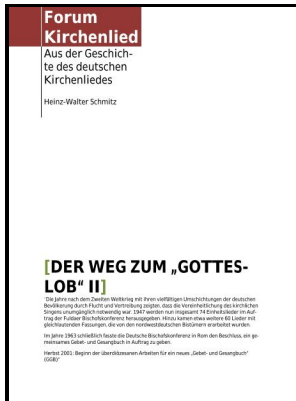 Forum
Kirchenlied
Aus der Geschich-
te des deutschen
Kirchenliedes
Heinz-Walter Schmitz
[DER WEG ZUM „GOTTES-
LOB“ II]
"Die Jahre nach dem Zweiten Weltkrieg mit ihren vielfältigen Umschichtungen der deutschen
Bevölkerung durch Flucht und Vertreibung zeigten, dass die Vereinheitlichung des kirchlichen
Singens unumgänglich notwendig war. 1947 werden nun insgesamt 74 Einheitslieder im Auf-
trag der Fuldaer Bischofskonferenz herausgegeben. Hinzu kamen etwa weitere 60 Lieder mit
gleichlautenden Fassungen, die von den nordwestdeutschen Bistümern erarbeitet wurden.
Im Jahre 1963 schließlich fasste die Deutsche Bischofskonferenz in Rom den Beschluss, ein ge-
meinsames Gebet- und Gesangbuch in Auftrag zu geben.
Herbst 2001: Beginn der überdiözesanen Arbeiten für ein neues „Gebet- und Gesangbuch"
(GGB)"